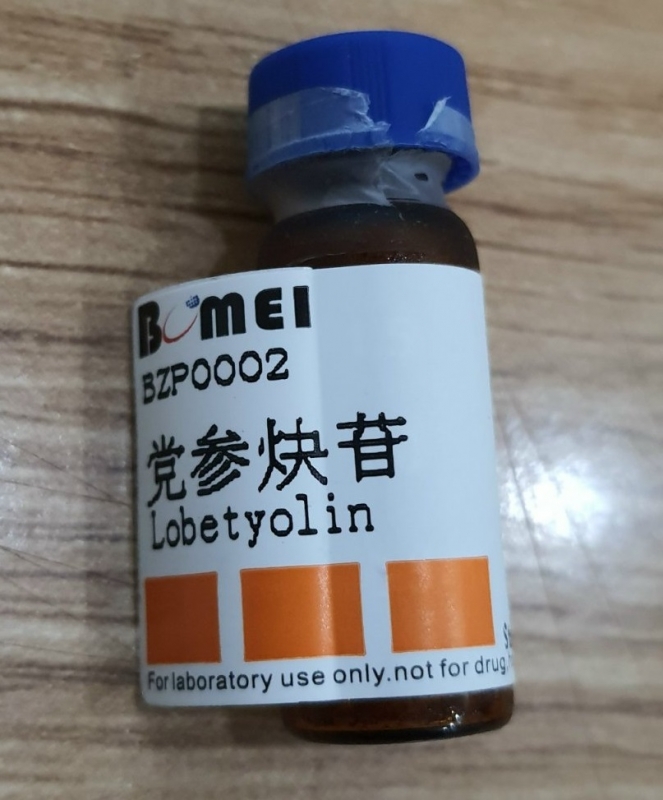 BOMEI
BZP0002
党参炔苷
Lobetyolin
For laboratory use only.not for drug,